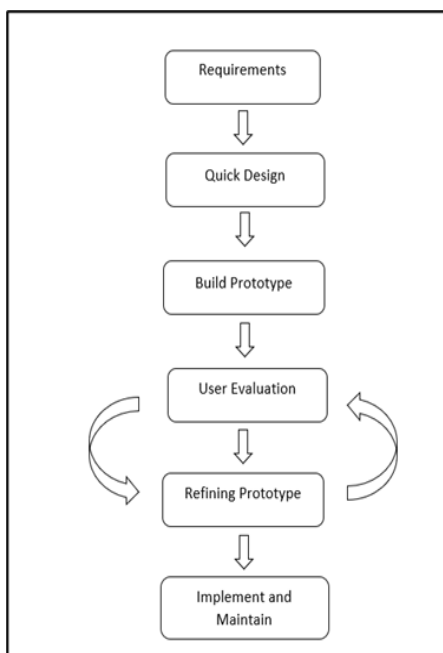 Requirements
Quick Design
Build Prototype
User Evaluation
Refining Prototype
Implement and
Maintain